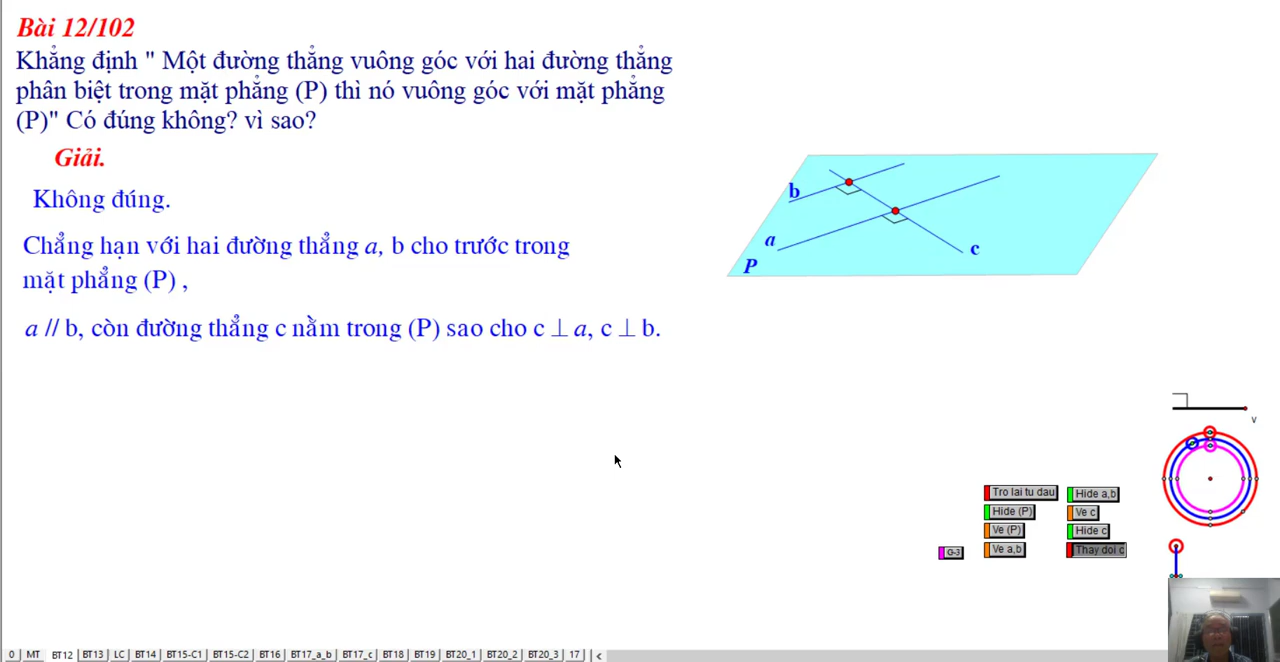 Bài 12/102
Khẳng định " Một đường thẳng vuông góc với hai đường thẳng
phân biệt trong mặt phẳng (P) thì nó vuông góc với mặt phẳng
(P)" Có đúng không? vì sao?
Giải.
Không đúng.
Chẳng hạn với hai đường thẳng a, b cho trước trong
mặt phẳng (P) ,
a // b, còn đường thẳng c nằm trong (P) sao cho c ⊥ a, c ⊥ b.
b
a
c
P
v
Tro lai tu dau
Hide a,b
Hide (P)
Ve c
Ve (P)
Hide c
G-3
Ve a,b
Thay doi c
0 MT BT12 BT13 LC BT14 BT15-C1 BT15-C2 BT16 BT17_a_b BT17_c BT18 BT19 BT20_1 BT20_2 BT20_3 17 <